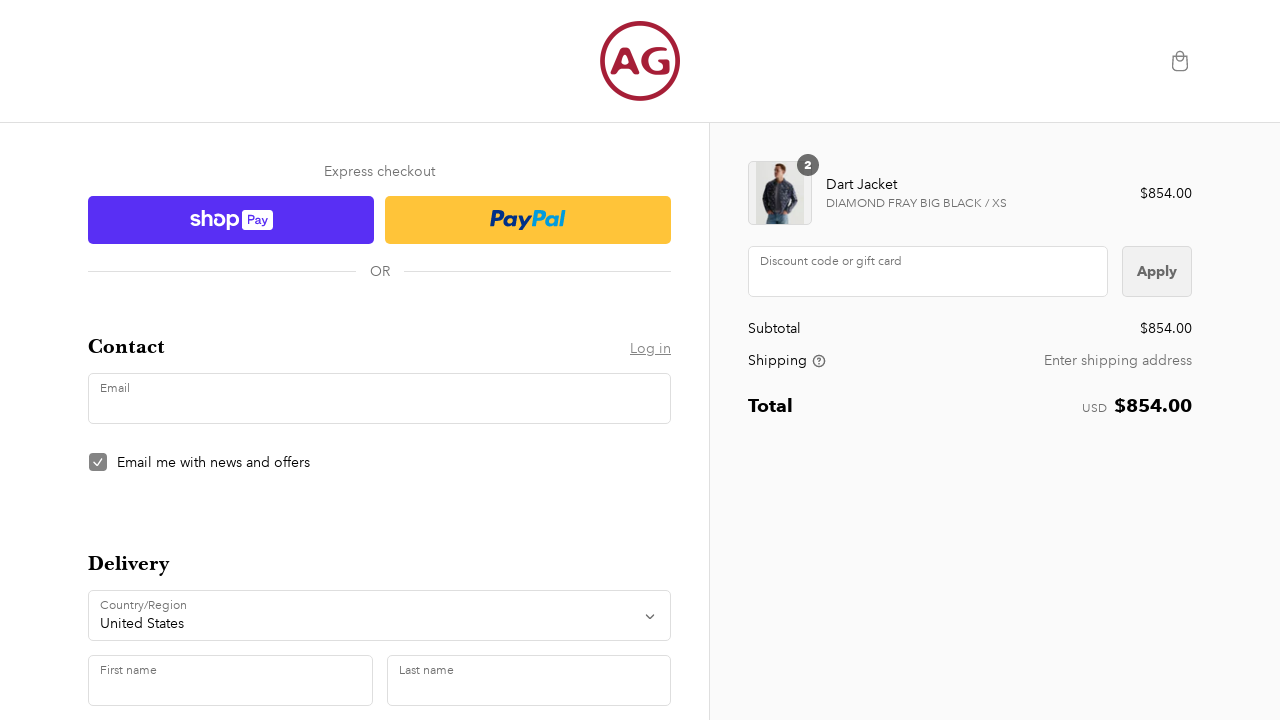 AG
Express checkout
shop Pay
PayPal
OR
Contact
Log in
Email
Email me with news and offers
Delivery
Country/Region
United States
First name
Last name
2
Dart Jacket
DIAMOND FRAY BIG BLACK / XS
$854.00
Discount code or gift card
Apply
Subtotal
$854.00
Shipping
Enter shipping address
Total
USD $854.00